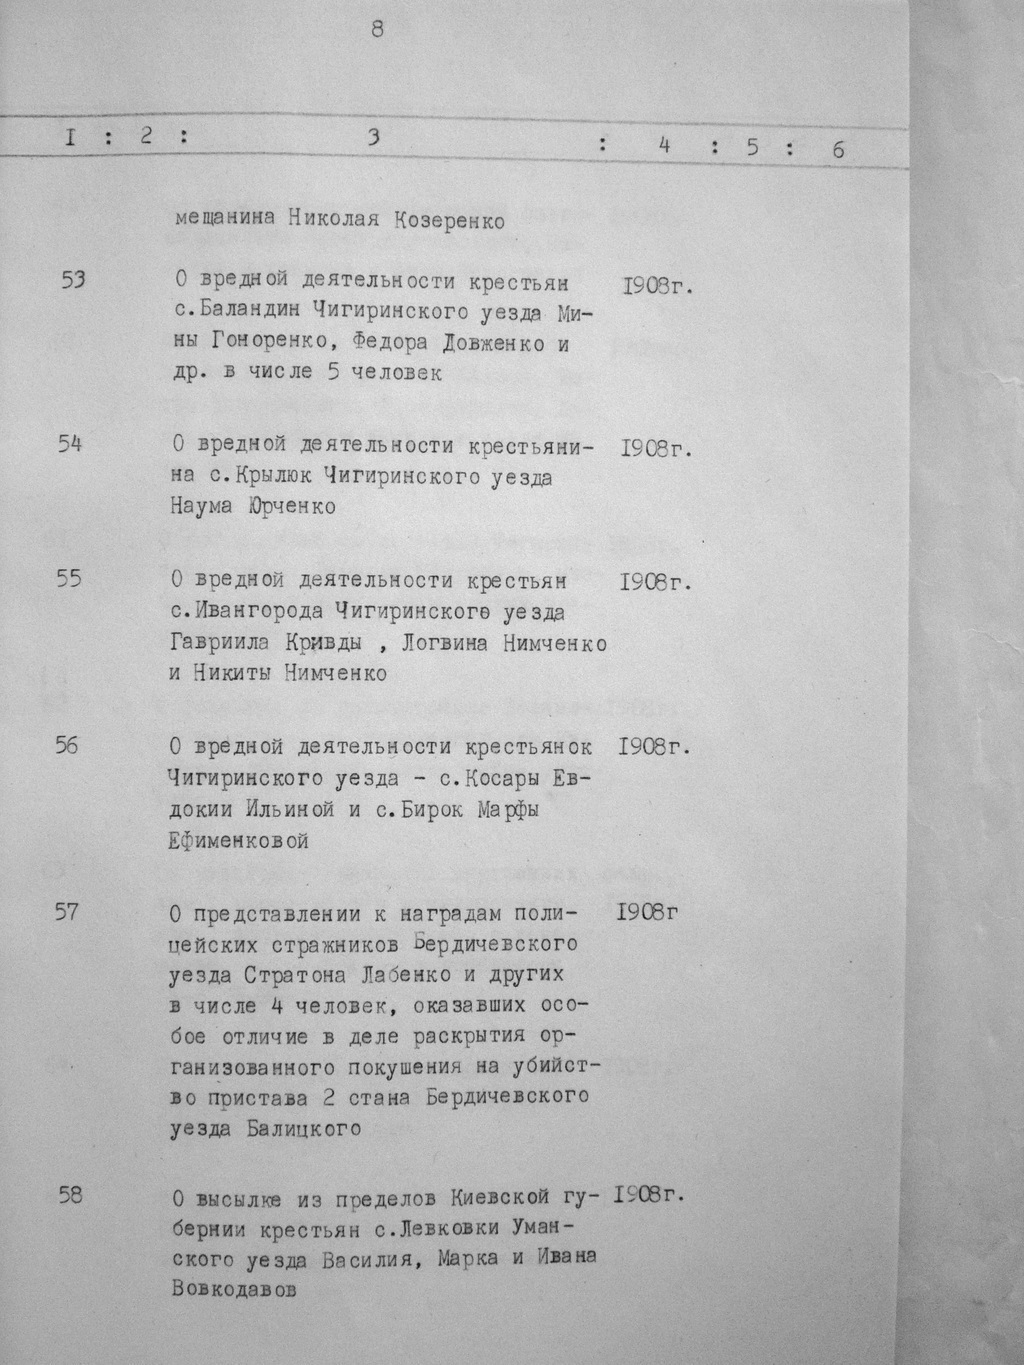 8
I : 2 : 3 : 4 : 5 : 6
мещанина Николая Козеренко
53 О вредной деятельности крестьян 1908г.
с.Баландин Чигиринского уезда Ми-
ны Гоноренко, Федора Довженко и
др. в числе 5 человек
54 О вредной деятельности крестьяни- 1908г.
на с.Крылюк Чигиринского уезда
Наума Юрченко
55 О вредной деятельности крестьян 1908г.
с.Ивангорода Чигиринского уезда
Гавриила Кривды , Логвина Нимченко
и Никиты Нимченко
56 О вредной деятельности крестьянок 1908г.
Чигиринского уезда - с.Косары Ев-
докии Ильиной и с.Бирок Марфы
Ефименковой
57 О представлении к наградам поли- 1908г
цейских стражников Бердичевского
уезда Стратона Лабенко и других
в числе 4 человек, оказавших осо-
бое отличие в деле раскрытия ор-
ганизованного покушения на убийст-
во пристава 2 стана Бердичевского
уезда Балицкого
58 О высылке из пределов Киевской гу- 1908г.
бернии крестьян с.Левковки Уман-
ского уезда Василия, Марка и Ивана
Вовкодавов